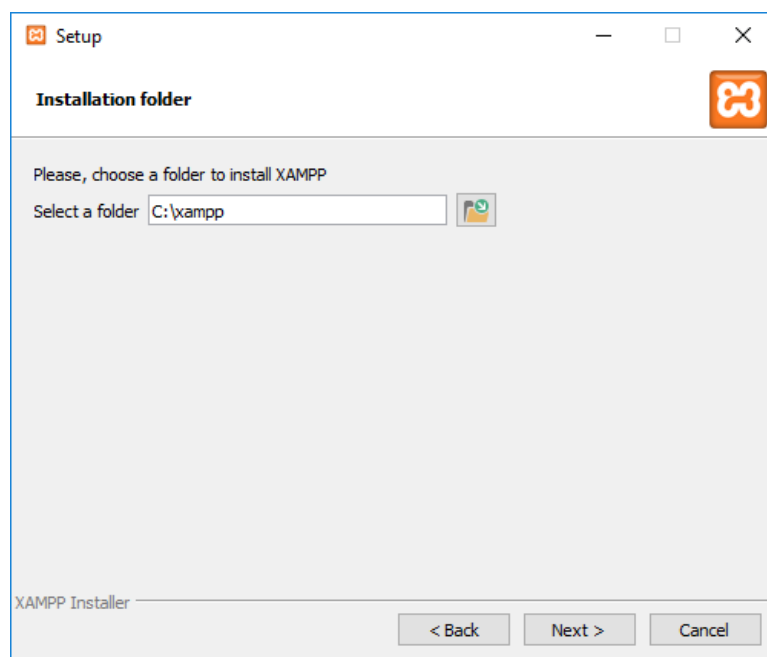 Setup
Installation folder
Please, choose a folder to install XAMPP
Select a folder C:\xampp
XAMPP Installer
< Back Next > Cancel